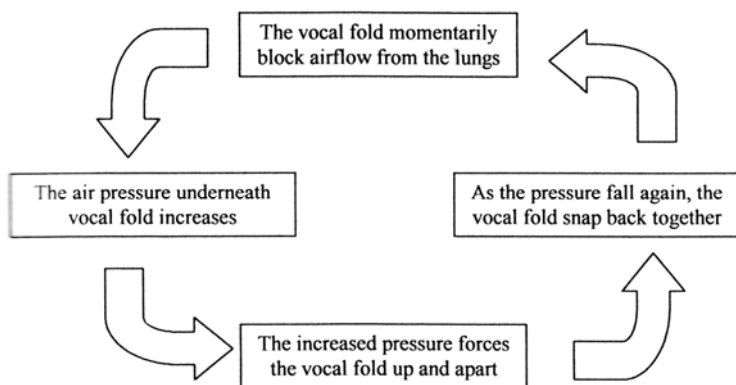 The vocal fold momentarily
block airflow from the lungs
The air pressure underneath
vocal fold increases
The increased pressure forces
the vocal fold up and apart
As the pressure fall again, the
vocal fold snap back together